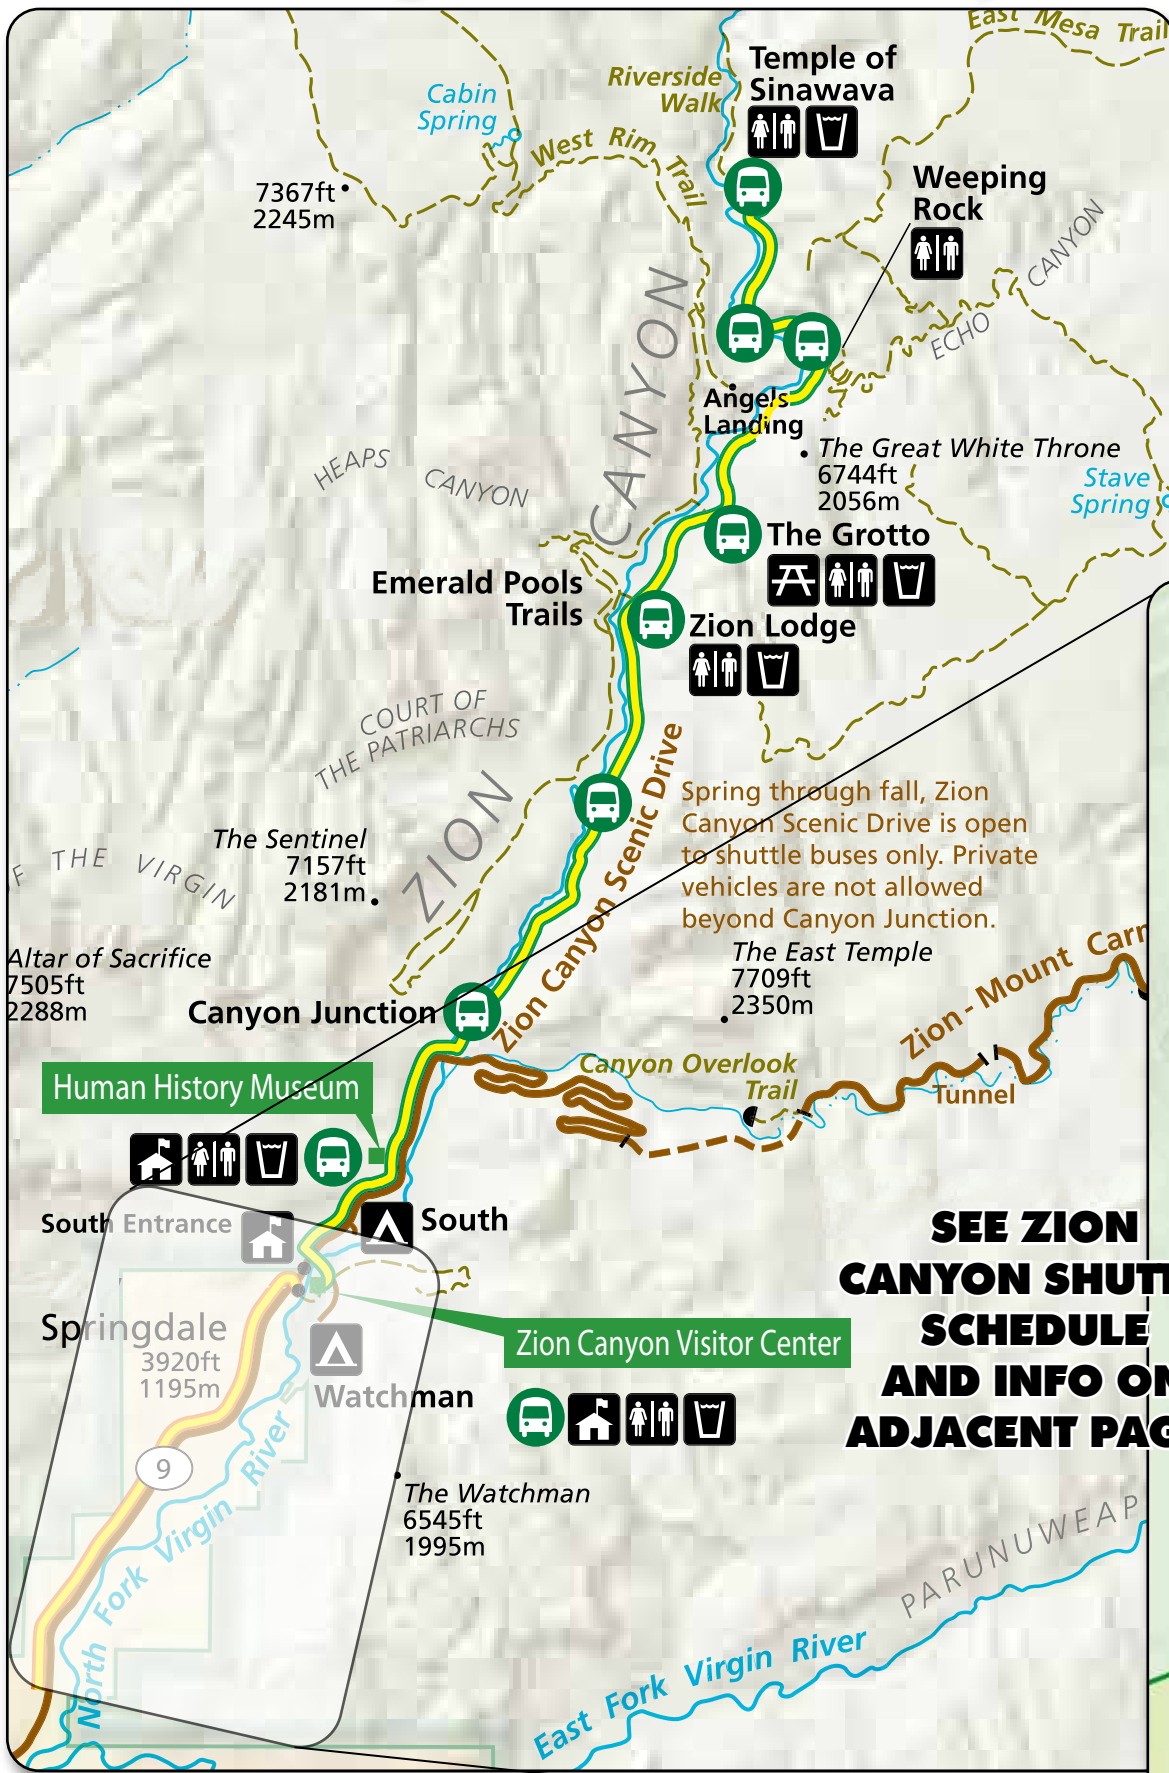 East Mesa Trail
Temple of
Sinawava
Riverside
Walk
Cabin
Spring
West Rim Trail
Weeping
Rock
7367ft
2245m
CANYON
ECHO
CANYON
Angels
Landing
The Great White Throne
6744ft
2056m
Stave
Spring
HEAPS CANYON
The Grotto
Emerald Pools
Trails
Zion Lodge
COURT OF
THE PATRIARCHS
ZION
Zion Canyon Scenic Drive
Spring through fall, Zion
Canyon Scenic Drive is open
to shuttle buses only. Private
vehicles are not allowed
beyond Canyon Junction.
The Sentinel
7157ft
2181m
OF THE VIRGIN
Altar of Sacrifice
7505ft
2288m
The East Temple
7709ft
2350m
Zion-Mount Carm
Canyon Junction
Canyon Overlook
Trail
Tunnel
Human History Museum
South Entrance
South
SEE ZION
CANYON SHUTT
SCHEDULE
AND INFO ON
ADJACENT PAG
Springdale
3920ft
1195m
Zion Canyon Visitor Center
Watchman
9
The Watchman
6545ft
1995m
North Fork Virgin River
PARUNUWEAP
East Fork Virgin River